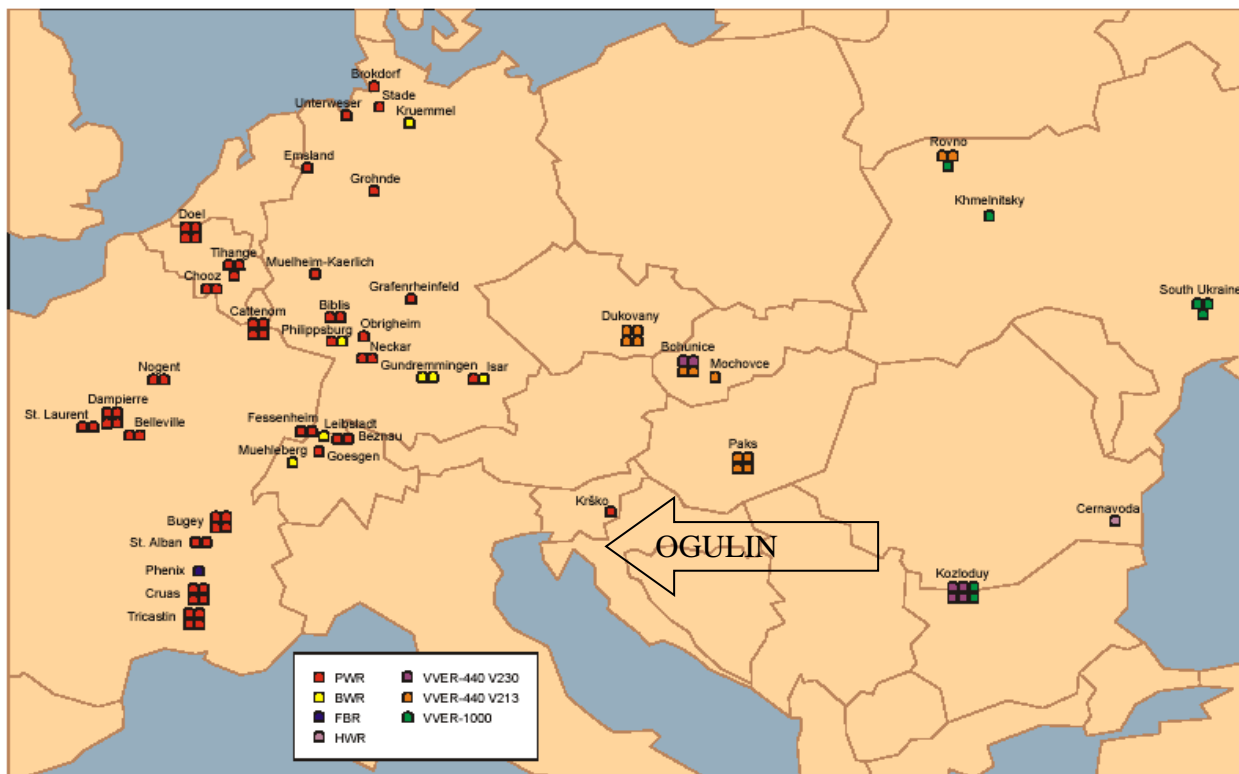 Brokdorf
Stade
Unterweser
Kruemmel
Emsland
Grohnde
Rovno
Khmelnitsky
Doel
Tihange
Chooz
Muelheim-Kaerlich
Grafenrheinfeld
South Ukraine
Cattenom
Biblis
Philippsburg
Obrigheim
Neckar
Dukovany
Bohunice
Mochovce
Nogent
Gundremmingen
Isar
Dampierre
St. Laurent
Belleville
Fessenheim
Leibstadt
Beznau
Muehleberg
Goesgen
Paks
Krško
Cernavoda
Bugey
St. Alban
OGULIN
Phenix
Kozloduy
Cruas
Tricastin
PWR
BWR
FBR
HWR
VVER-440 V230
VVER-440 V213
VVER-1000